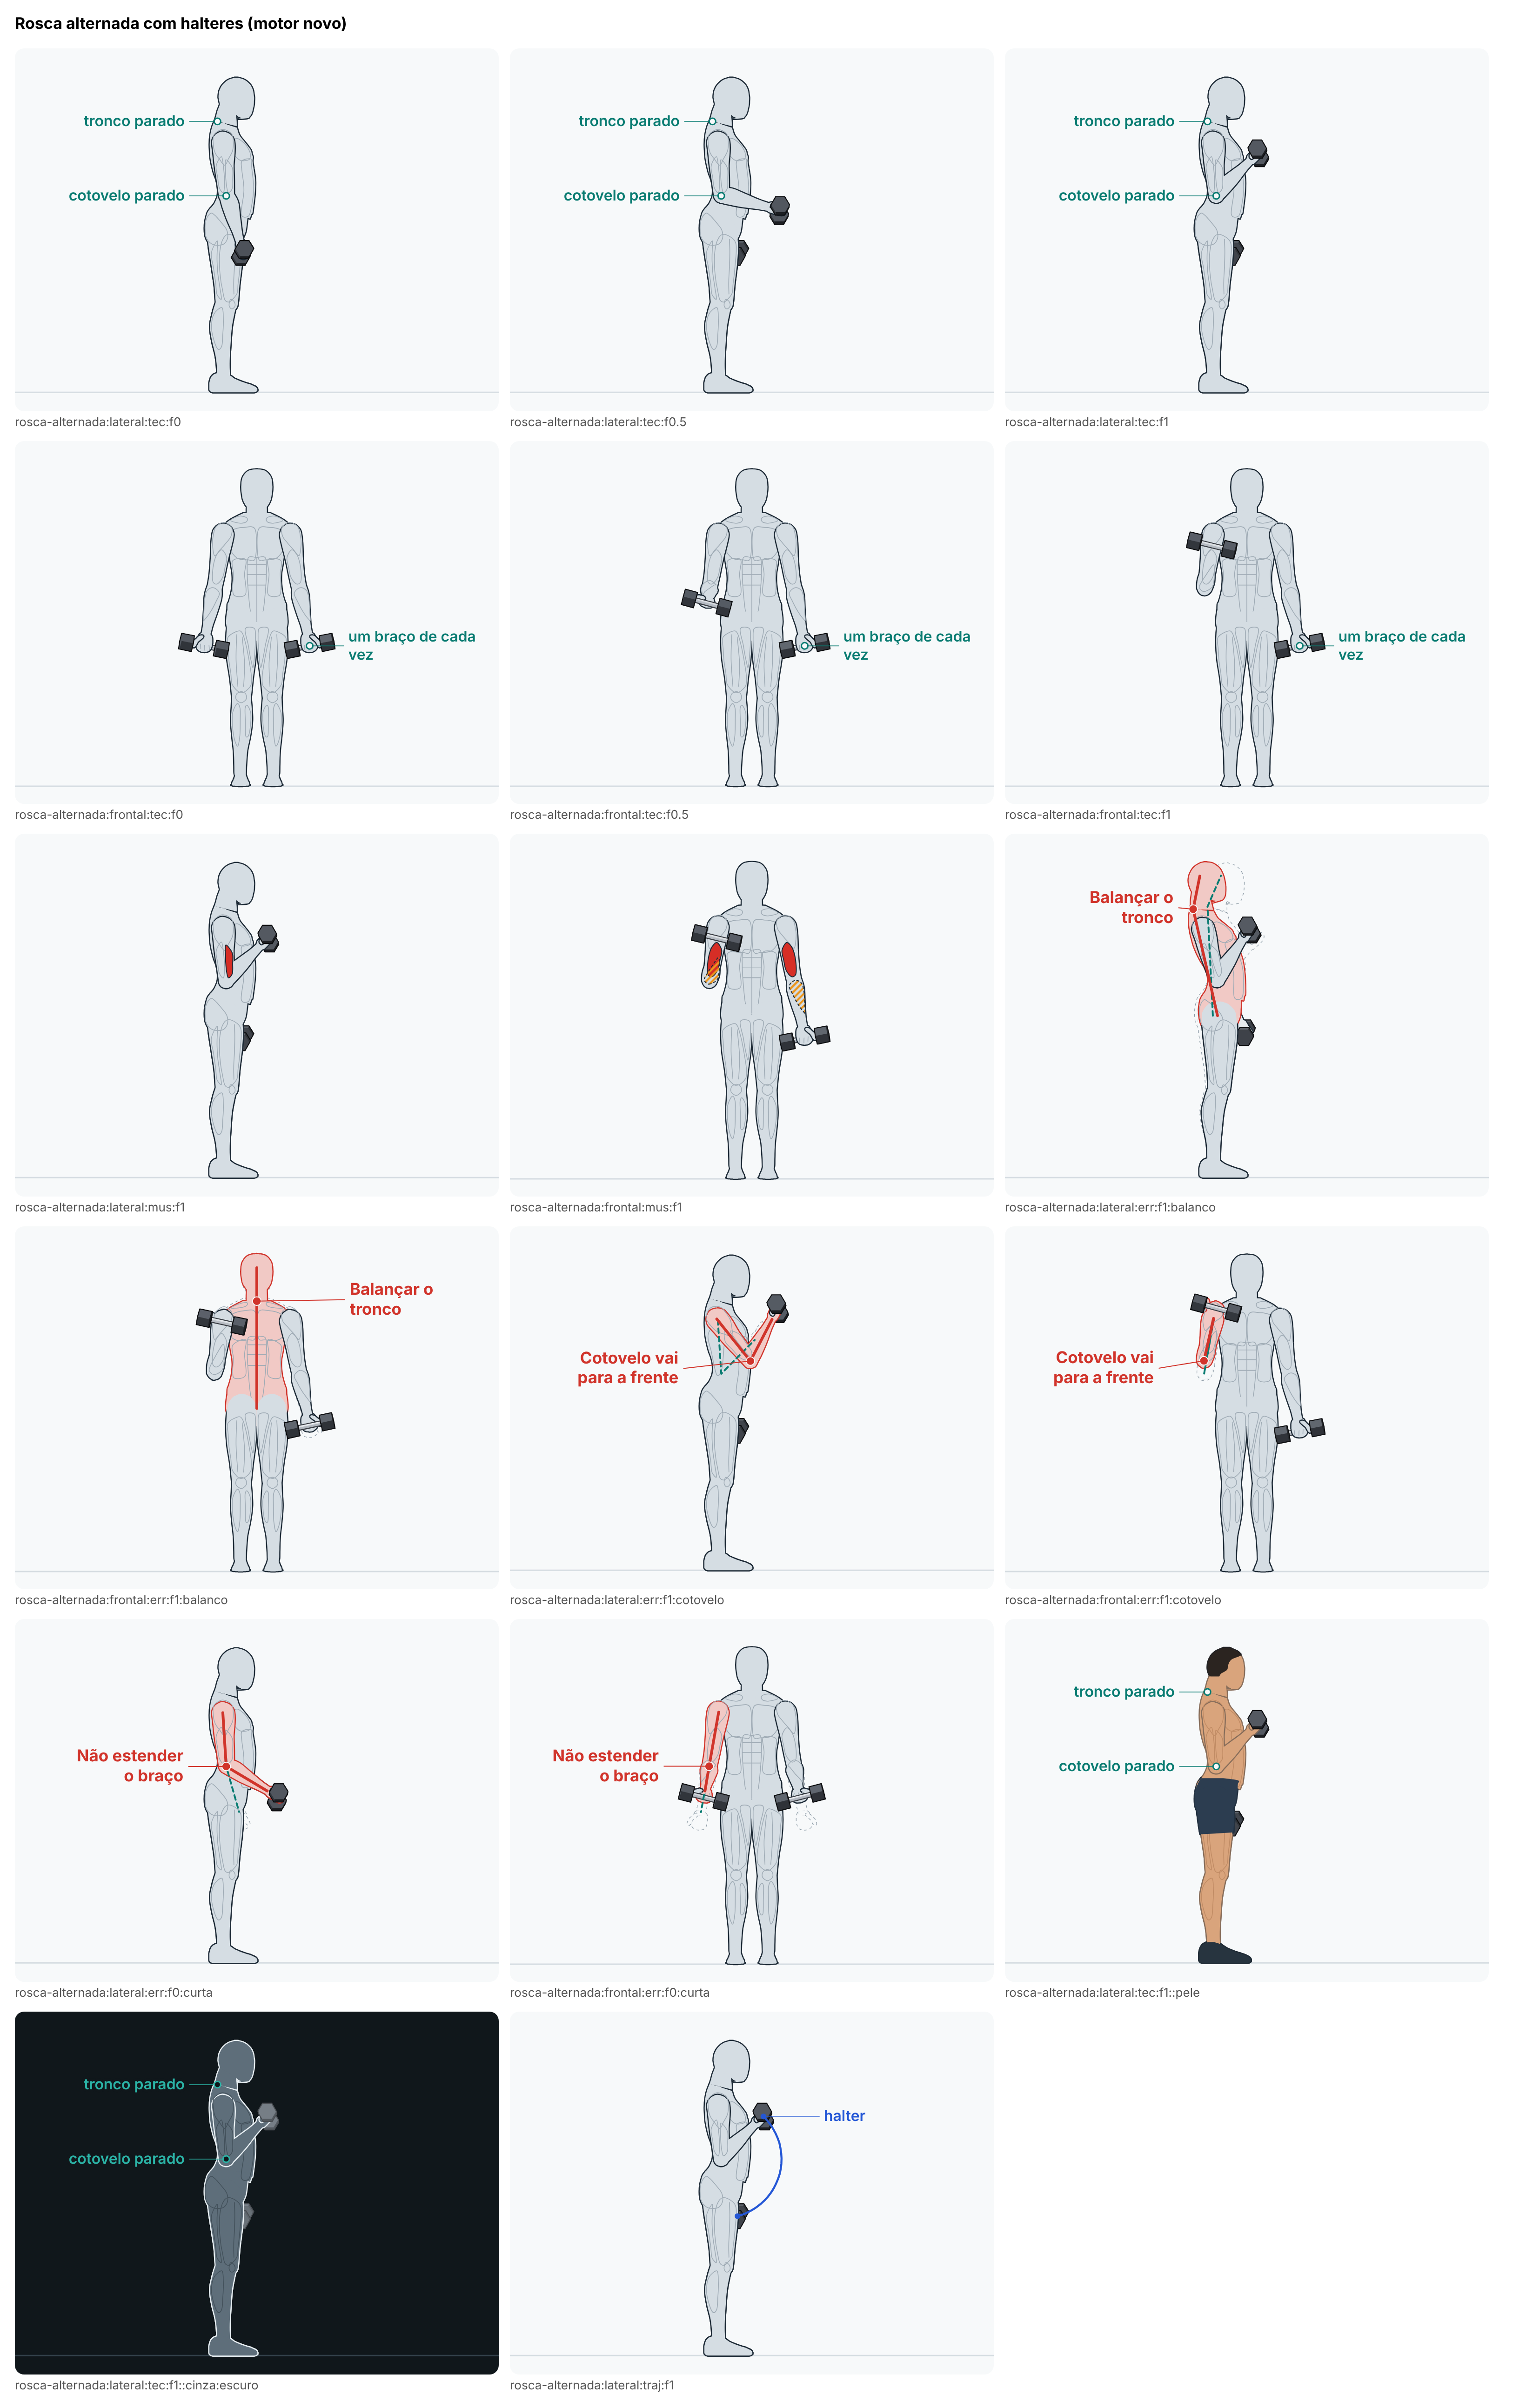 Rosca alternada com halteres (motor novo)
tronco parado
cotovelo parado
tronco parado
cotovelo parado
tronco parado
cotovelo parado
rosca-alternada:lateral:tec:f0
rosca-alternada:lateral:tec:f0.5
rosca-alternada:lateral:tec:f1
um braço de cada
vez
um braço de cada
vez
um braço de cada
vez
rosca-alternada:frontal:tec:f0
rosca-alternada:frontal:tec:f0.5
rosca-alternada:frontal:tec:f1
Balançar o
tronco
rosca-alternada:lateral:mus:f1
rosca-alternada:frontal:mus:f1
rosca-alternada:lateral:err:f1:balanco
Balançar o
tronco
Cotovelo vai
para a frente
Cotovelo vai
para a frente
rosca-alternada:frontal:err:f1:balanco
rosca-alternada:lateral:err:f1:cotovelo
rosca-alternada:frontal:err:f1:cotovelo
Não estender
o braço
Não estender
o braço
tronco parado
cotovelo parado
rosca-alternada:lateral:err:f0:curta
rosca-alternada:frontal:err:f0:curta
rosca-alternada:lateral:tec:f1::pele
tronco parado
cotovelo parado
halter
rosca-alternada:lateral:tec:f1::cinza:escuro
rosca-alternada:lateral:traj:f1